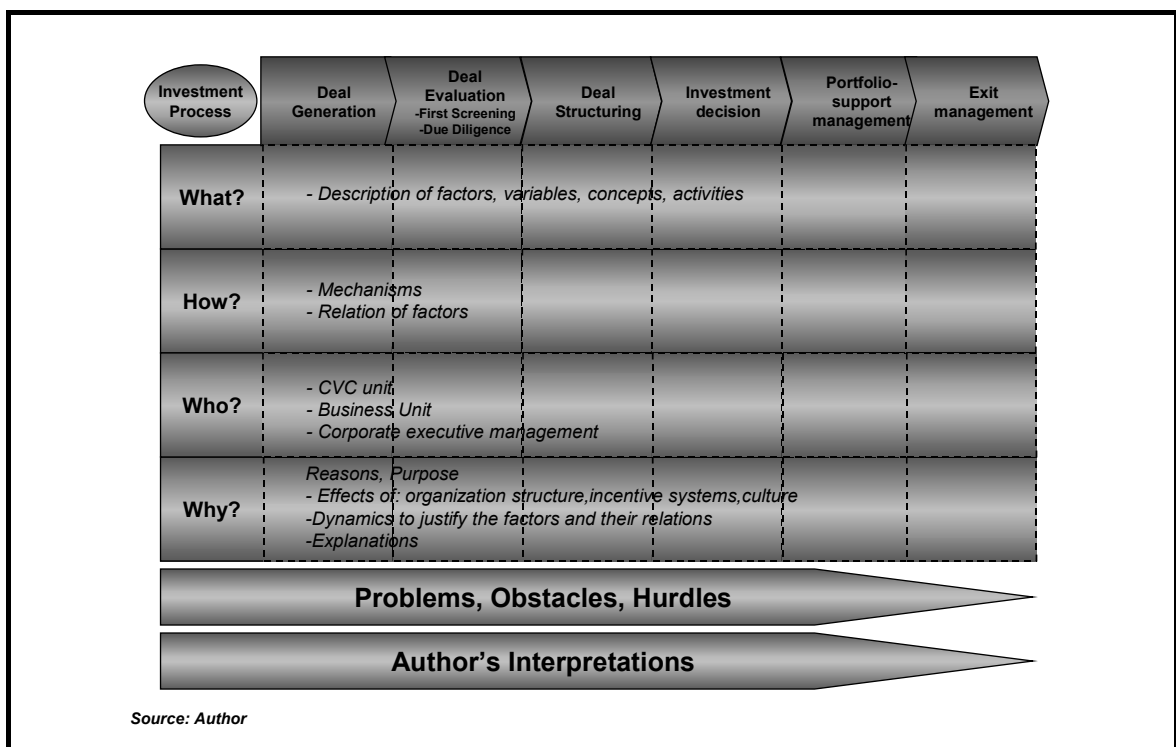 Investment
Process
Deal
Generation
Deal
Evaluation
-First Screening
-Due Diligence
Deal
Structuring
Investment
decision
Portfolio-
support
management
Exit
management
What?
- Description of factors, variables, concepts, activities
How?
- Mechanisms
- Relation of factors
Who?
- CVC unit
- Business Unit
- Corporate executive management
Why?
Reasons, Purpose
- Effects of: organization structure,incentive systems,culture
-Dynamics to justify the factors and their relations
-Explanations
Problems, Obstacles, Hurdles
Author's Interpretations
Source: Author